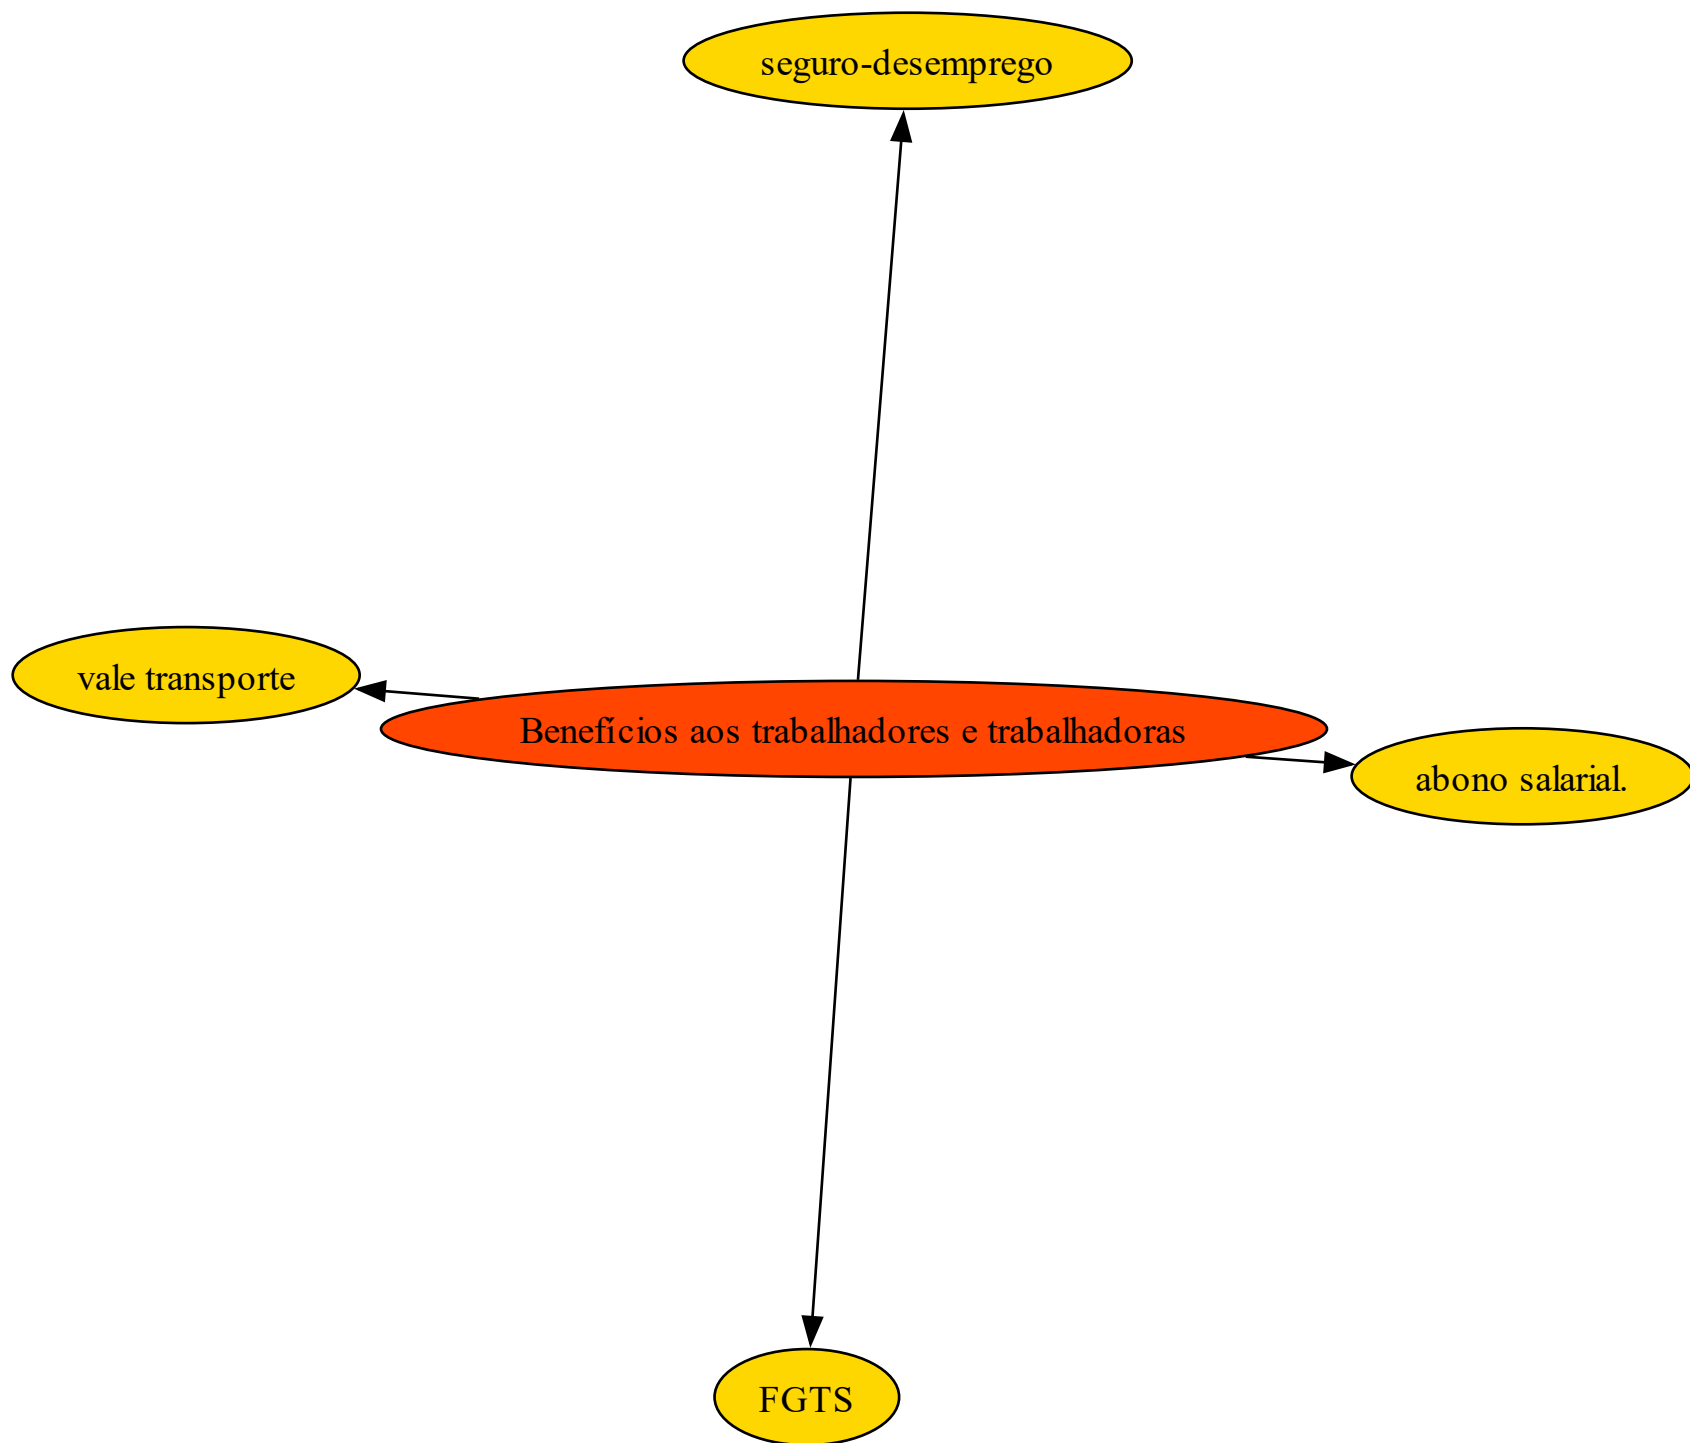 seguro-desemprego
vale transporte
Benefícios aos trabalhadores e trabalhadoras
abono salarial.
FGTS